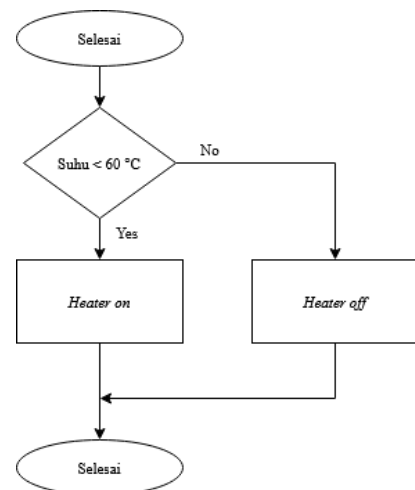 Selesai
Suhu < 60 °C
No
Yes
Heater on
Heater off
Selesai